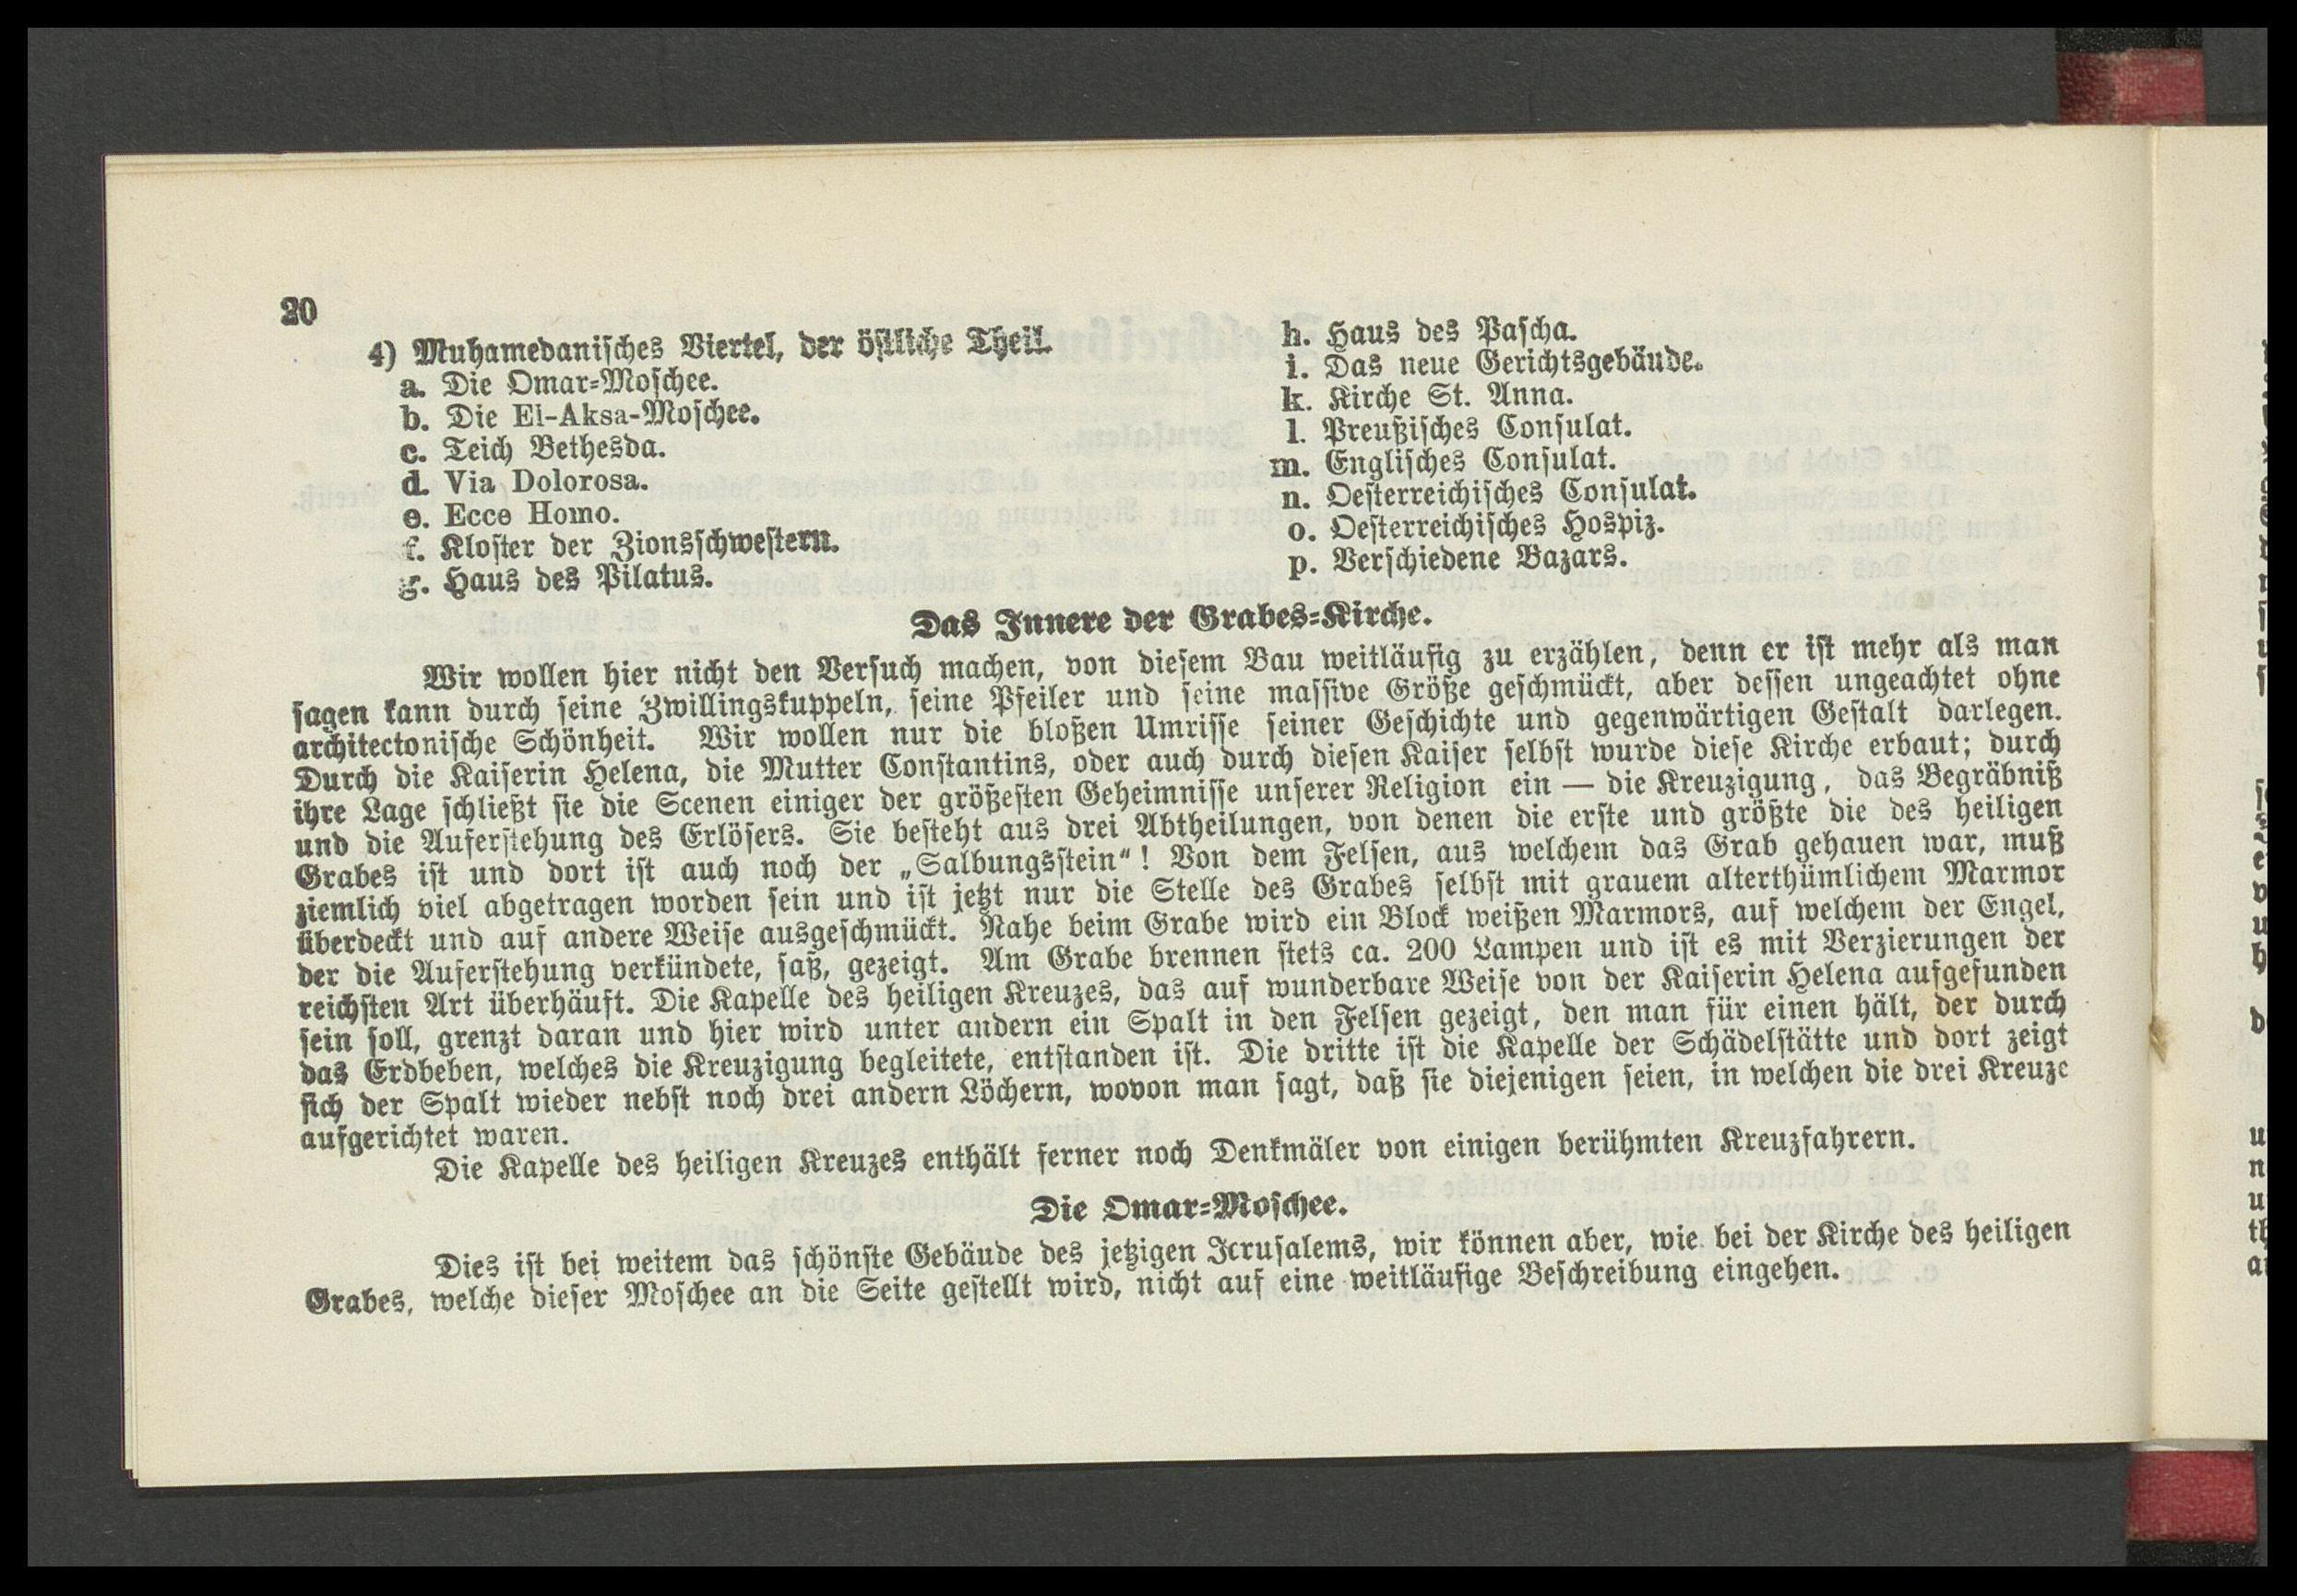 20
4) Muhamedanisches Viertel, der östliche Theil.
a. Die Omar-Moschee.
b. Die El-Aksa-Moschee.
c. Teich Bethesda.
d. Via Dolorosa.
e. Ecce Homo.
f. Kloster der Zionsschwestern.
g. Haus des Pilatus.
h. Haus des Pascha.
i. Das neue Gerichtsgebäude.
k. Kirche St. Anna.
l. Preußisches Consulat.
m. Englisches Consulat.
n. Oesterreichisches Consulat.
o. Oesterreichisches Hospiz.
p. Verschiedene Bazars.
Das Innere der Grabes-Kirche.
Wir wollen hier nicht den Versuch machen, von diesem Bau weitläufig zu erzählen, denn er ist mehr als man
sagen kann durch seine Zwillingskuppeln, seine Pfeiler und seine massive Größe geschmückt, aber dessen ungeachtet ohne
architectonische Schönheit. Wir wollen nur die bloßen Umrisse seiner Geschichte und gegenwärtigen Gestalt darlegen.
Durch die Kaiserin Helena, die Mutter Constantins, oder auch durch diesen Kaiser selbst wurde diese Kirche erbaut; durch
ihre Lage schließt sie die Scenen einiger der größesten Geheimnisse unserer Religion ein — die Kreuzigung, das Begräbniß
und die Auferstehung des Erlösers. Sie besteht aus drei Abtheilungen, von denen die erste und größte die des heiligen
Grabes ist und dort ist auch noch der „Salbungsstein“! Von dem Felsen, aus welchem das Grab gehauen war, muß
ziemlich viel abgetragen worden sein und ist jetzt nur die Stelle des Grabes selbst mit grauem alterthümlichem Marmor
überdeckt und auf andere Weise ausgeschmückt. Nahe beim Grabe wird ein Block weißen Marmors, auf welchem der Engel,
der die Auferstehung verkündete, saß, gezeigt. Am Grabe brennen stets ca. 200 Lampen und ist es mit Verzierungen der
reichsten Art überhäuft. Die Kapelle des heiligen Kreuzes, das auf wunderbare Weise von der Kaiserin Helena aufgefunden
sein soll, grenzt daran und hier wird unter andern ein Spalt in den Felsen gezeigt, den man für einen hält, der durch
das Erdbeben, welches die Kreuzigung begleitete, entstanden ist. Die dritte ist die Kapelle der Schädelstätte und dort zeigt
sich der Spalt wieder nebst noch drei andern Löchern, wovon man sagt, daß sie diejenigen seien, in welchen die drei Kreuze
aufgerichtet waren.
Die Kapelle des heiligen Kreuzes enthält ferner noch Denkmäler von einigen berühmten Kreuzfahrern.
Die Omar-Moschee.
Dies ist bei weitem das schönste Gebäude des jetzigen Jerusalems, wir können aber, wie bei der Kirche des heiligen
Grabes, welche dieser Moschee an die Seite gestellt wird, nicht auf eine weitläufige Beschreibung eingehen.